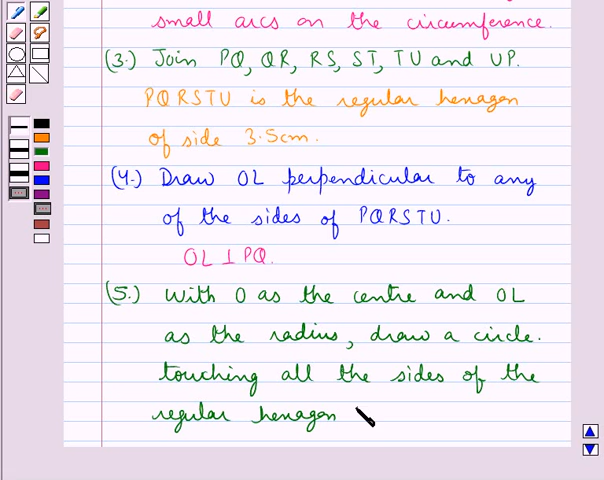 small arcs on the circumference.
(3.) Join PQ, QR, RS, ST, TU and UP.
PQRSTU is the regular hexagon
of side 3.5cm.
(4.) Draw OL perpendicular to any
of the sides of PQRSTU.
OL ⊥ PQ.
(5.) With O as the centre and OL
as the radius, draw a circle.
touching all the sides of the
regular hexagon